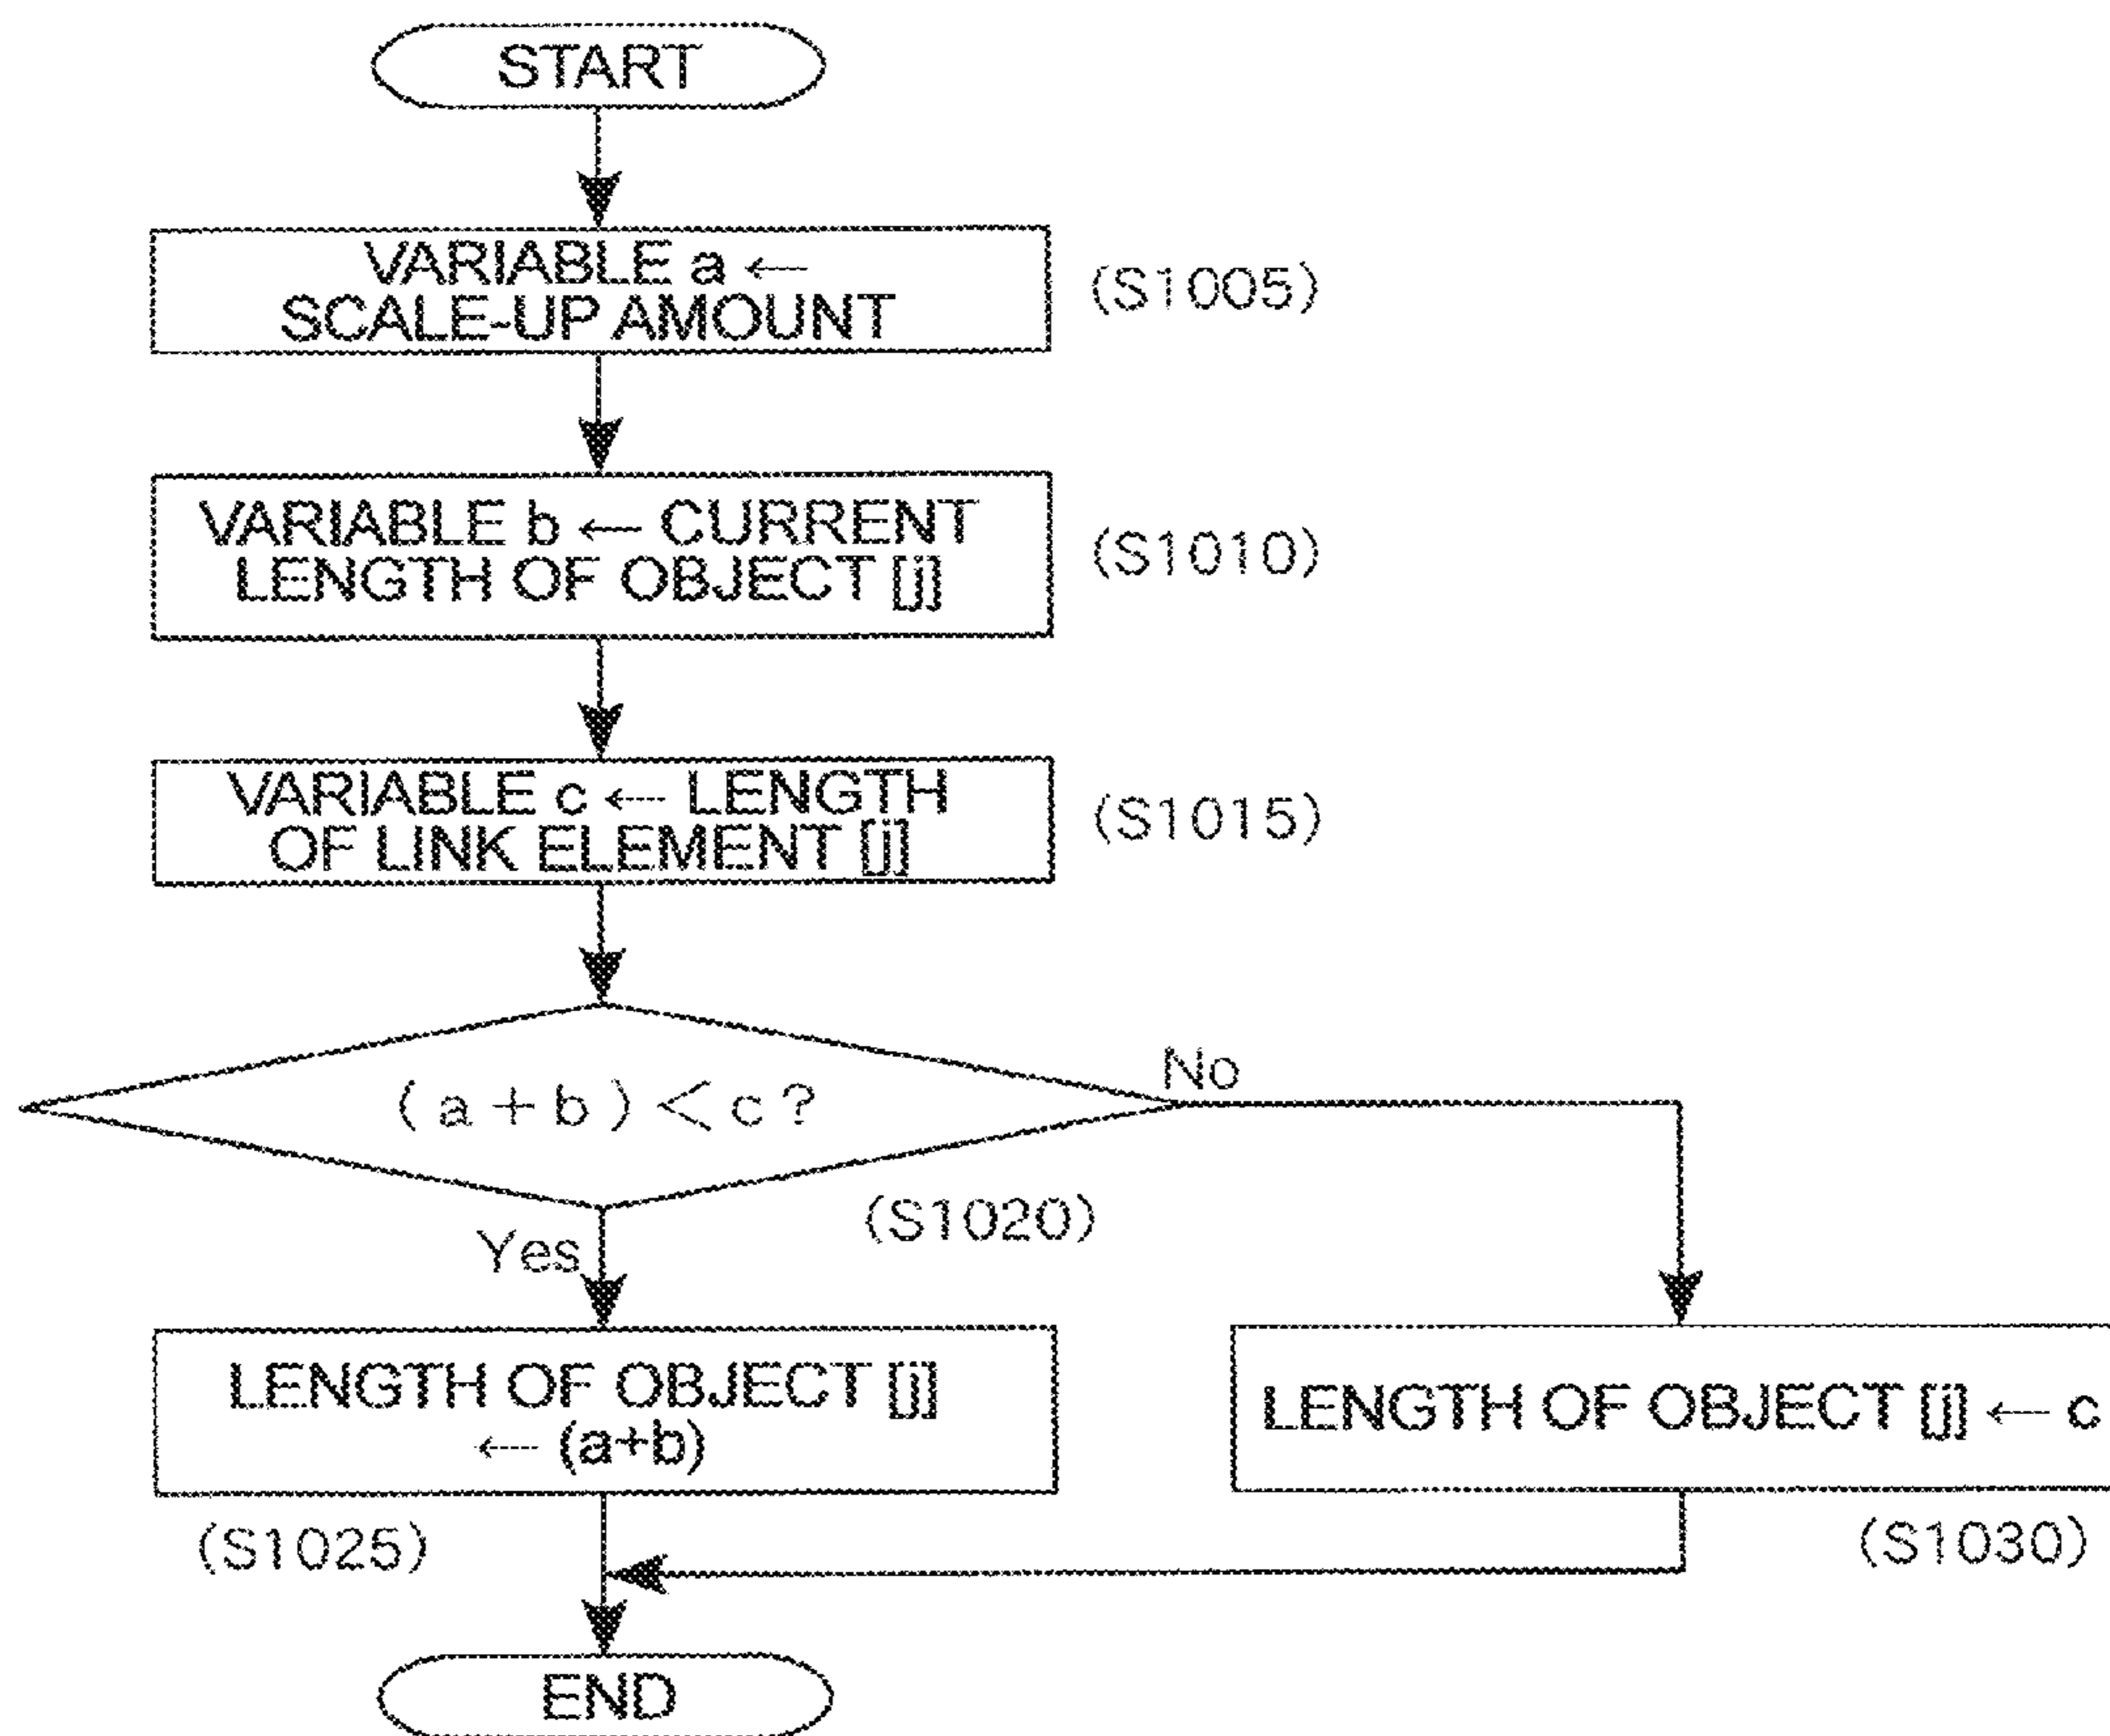 START
VARIABLE a ←
SCALE-UP AMOUNT
(S1005)
VARIABLE b ← CURRENT
LENGTH OF OBJECT [j]
(S1010)
VARIABLE c ← LENGTH
OF LINK ELEMENT [j]
(S1015)
(a+b)<c?
No
(S1020)
Yes
LENGTH OF OBJECT [j]
← (a+b)
(S1025)
LENGTH OF OBJECT [j] ← c
(S1030)
END